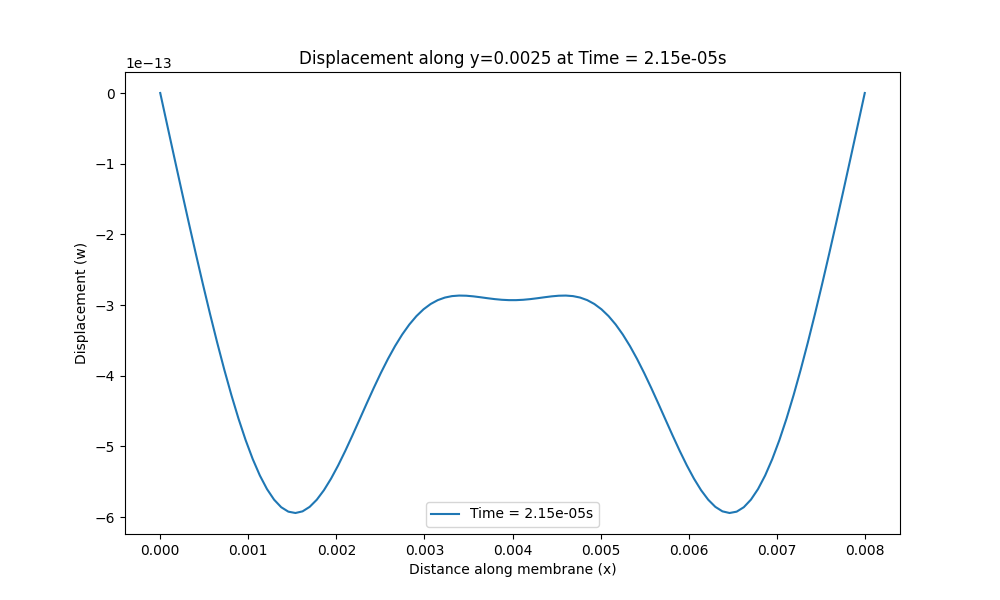 Displacement along y=0.0025 at Time = 2.15e-05s
1e−13
0
−1
−2
−3
−4
−5
−6
Displacement (w)
Time = 2.15e-05s
0.000 0.001 0.002 0.003 0.004 0.005 0.006 0.007 0.008
Distance along membrane (x)